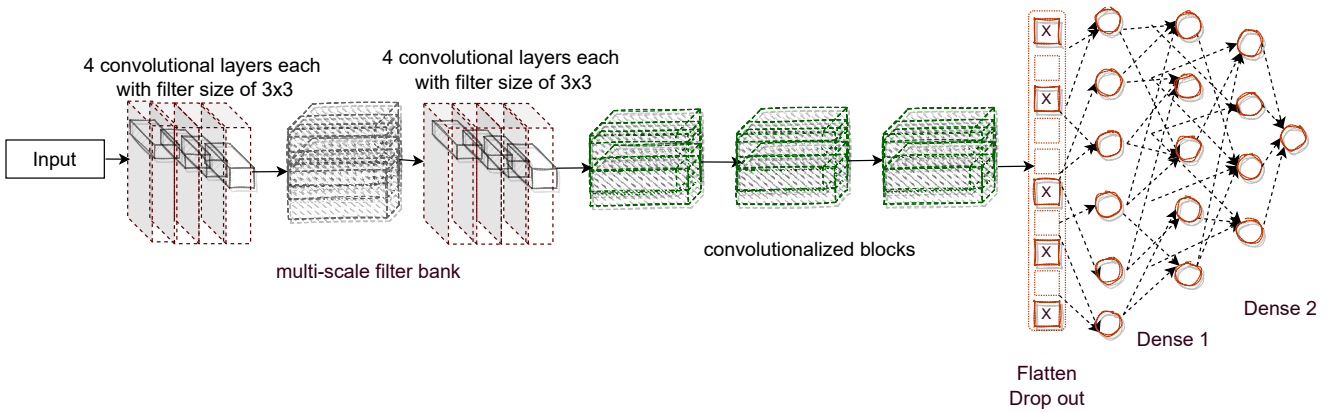 4 convolutional layers each
with filter size of 3x3
4 convolutional layers each
with filter size of 3x3
Input
multi-scale filter bank
convolutionalized blocks
X
X
X
X
X
Dense 1
Dense 2
Flatten
Drop out